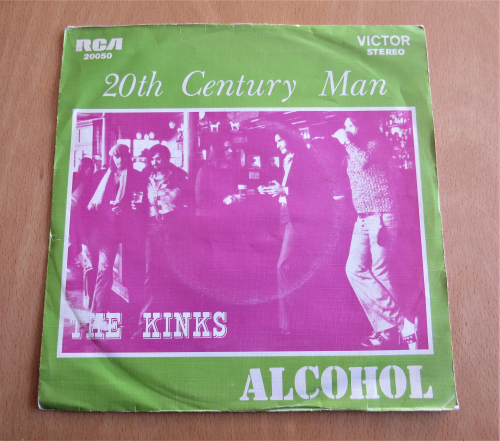 RCA
20050
VICTOR
STEREO
20th Century Man
THE KINKS
ALCOHOL